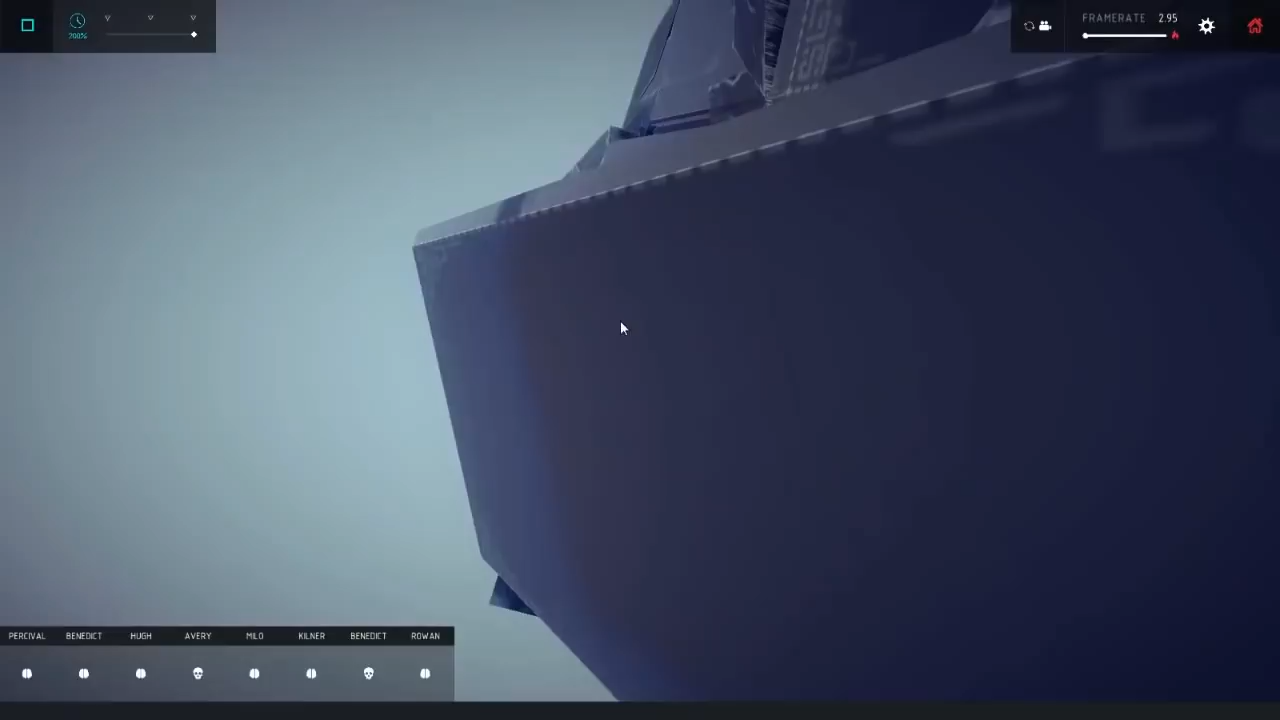 200%
FRAMERATE 2.95
PERCIVAL BENEDICT HUGH AVERY MILO KILNER BENEDICT ROWAN